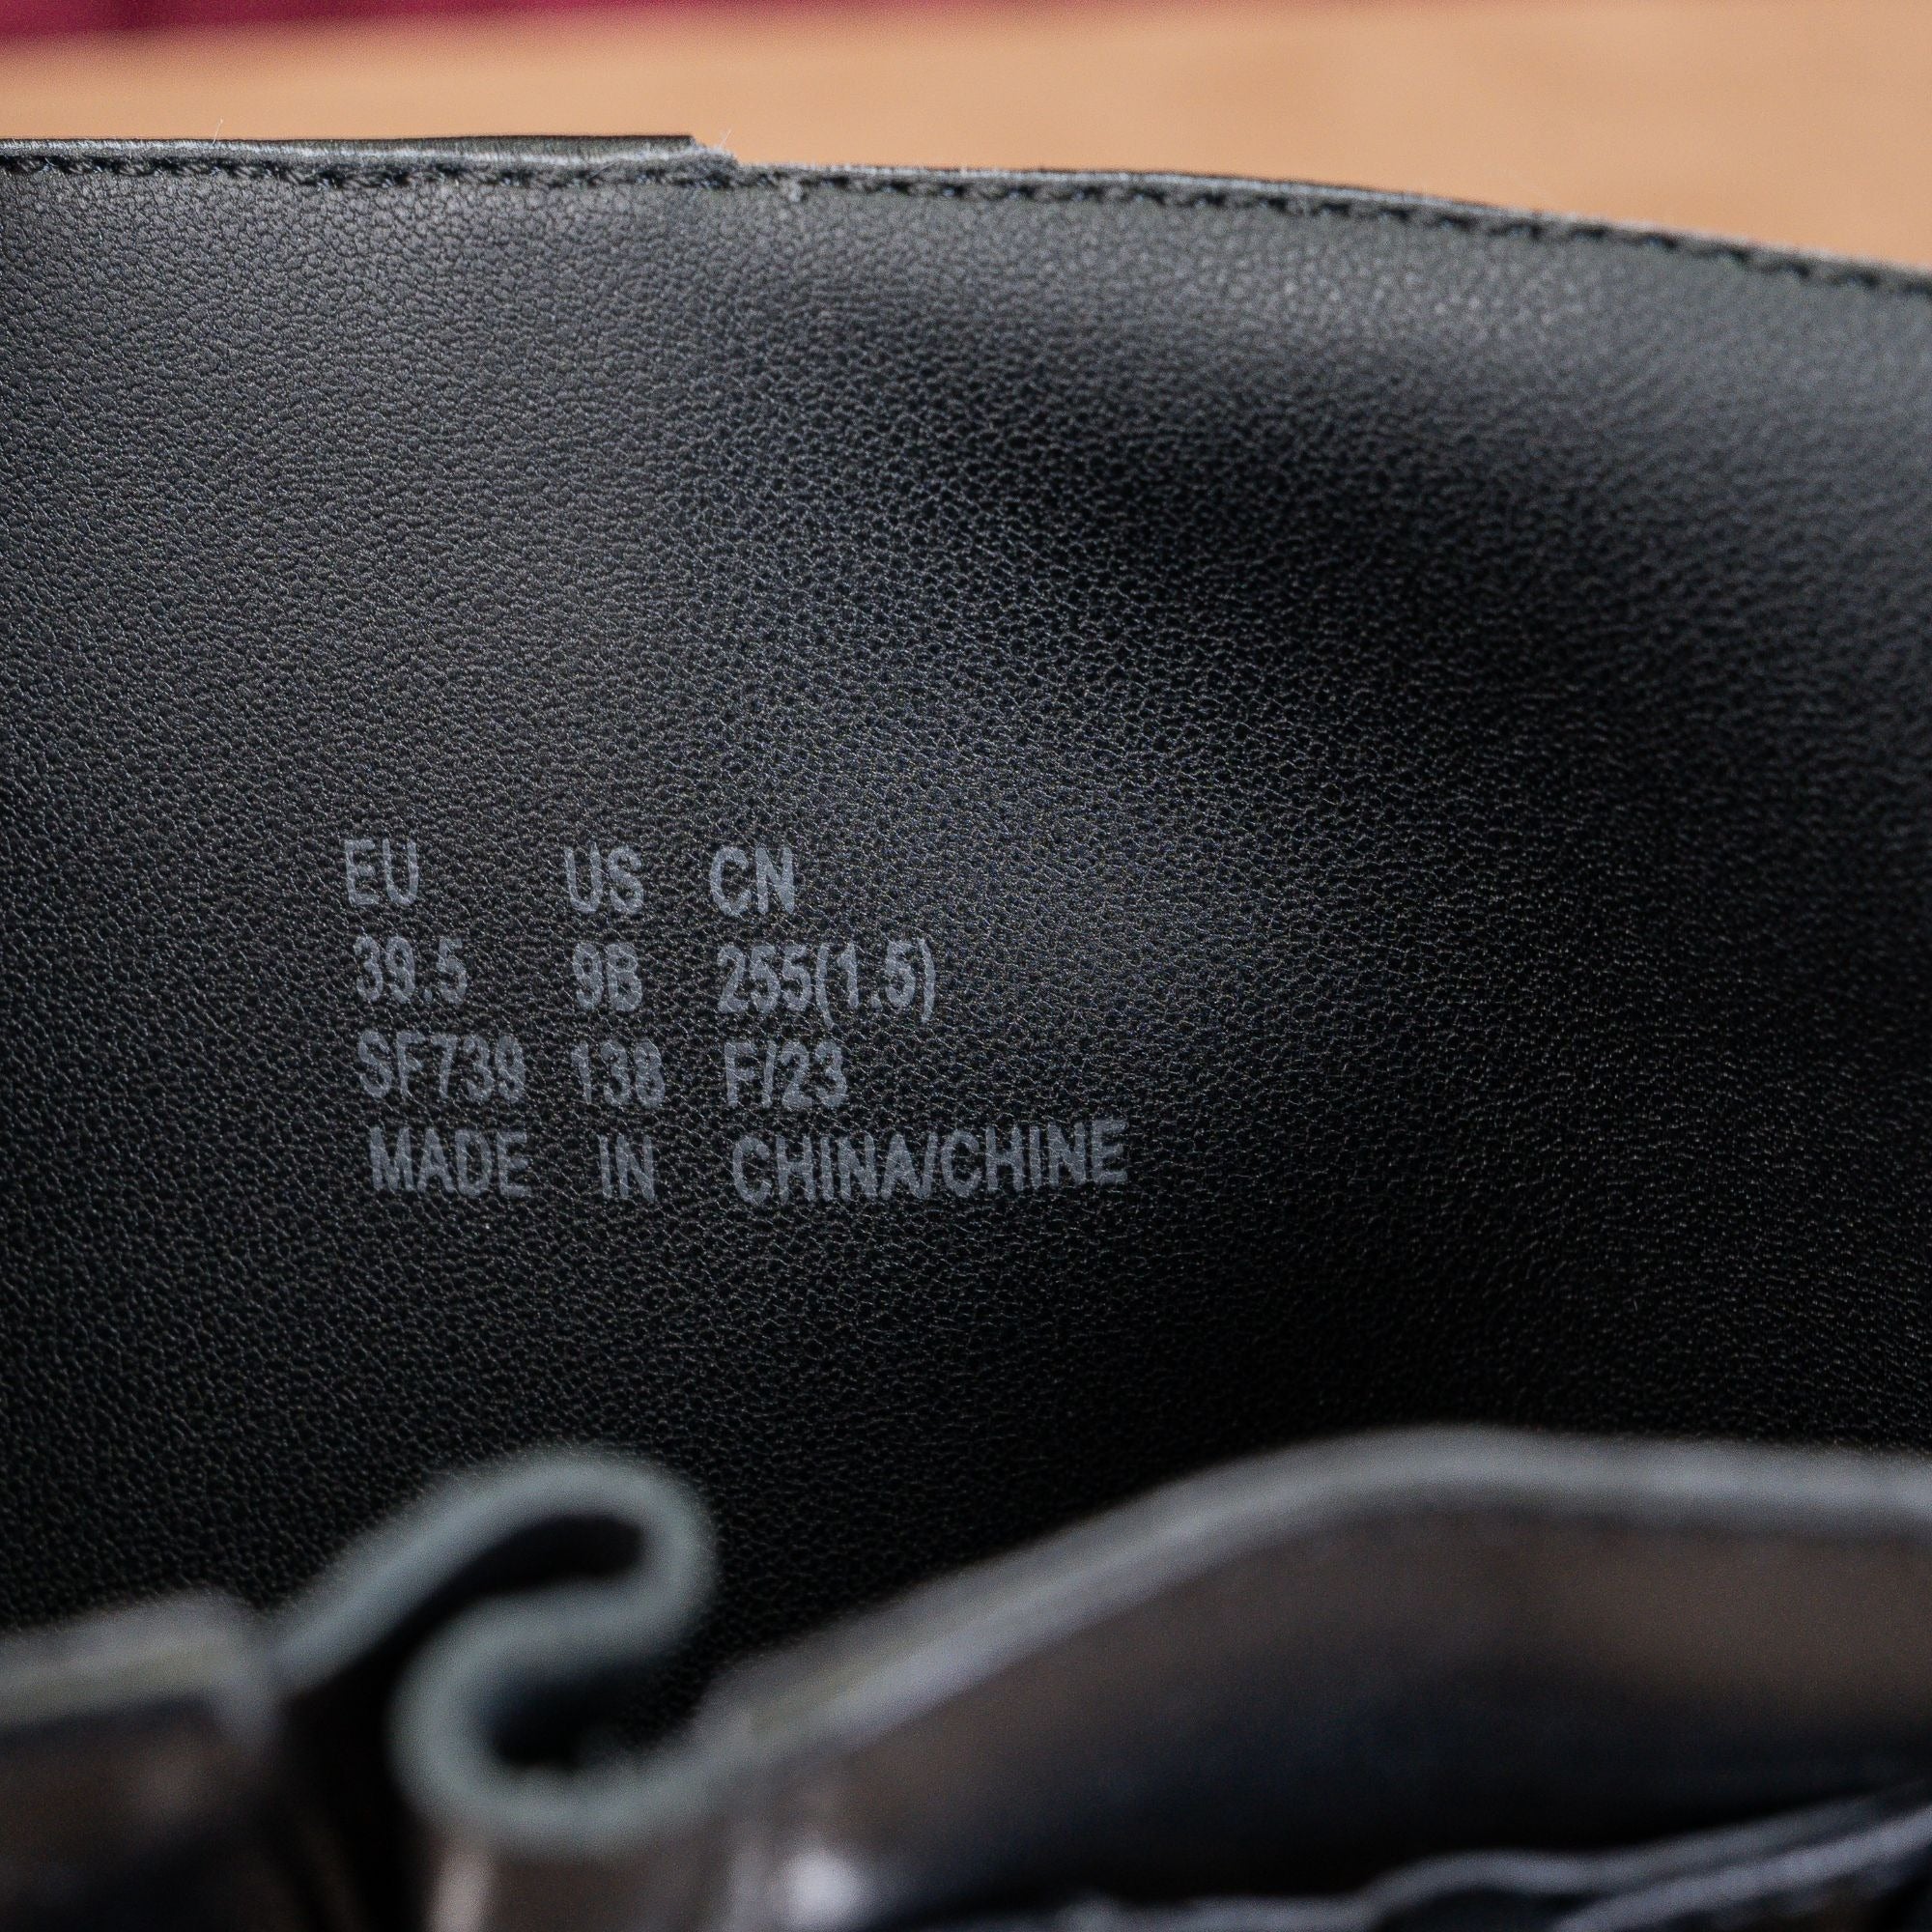 EU US CN
39.5 9B 255(1.5)
SF739 138 F/23
MADE IN CHINA/CHINE